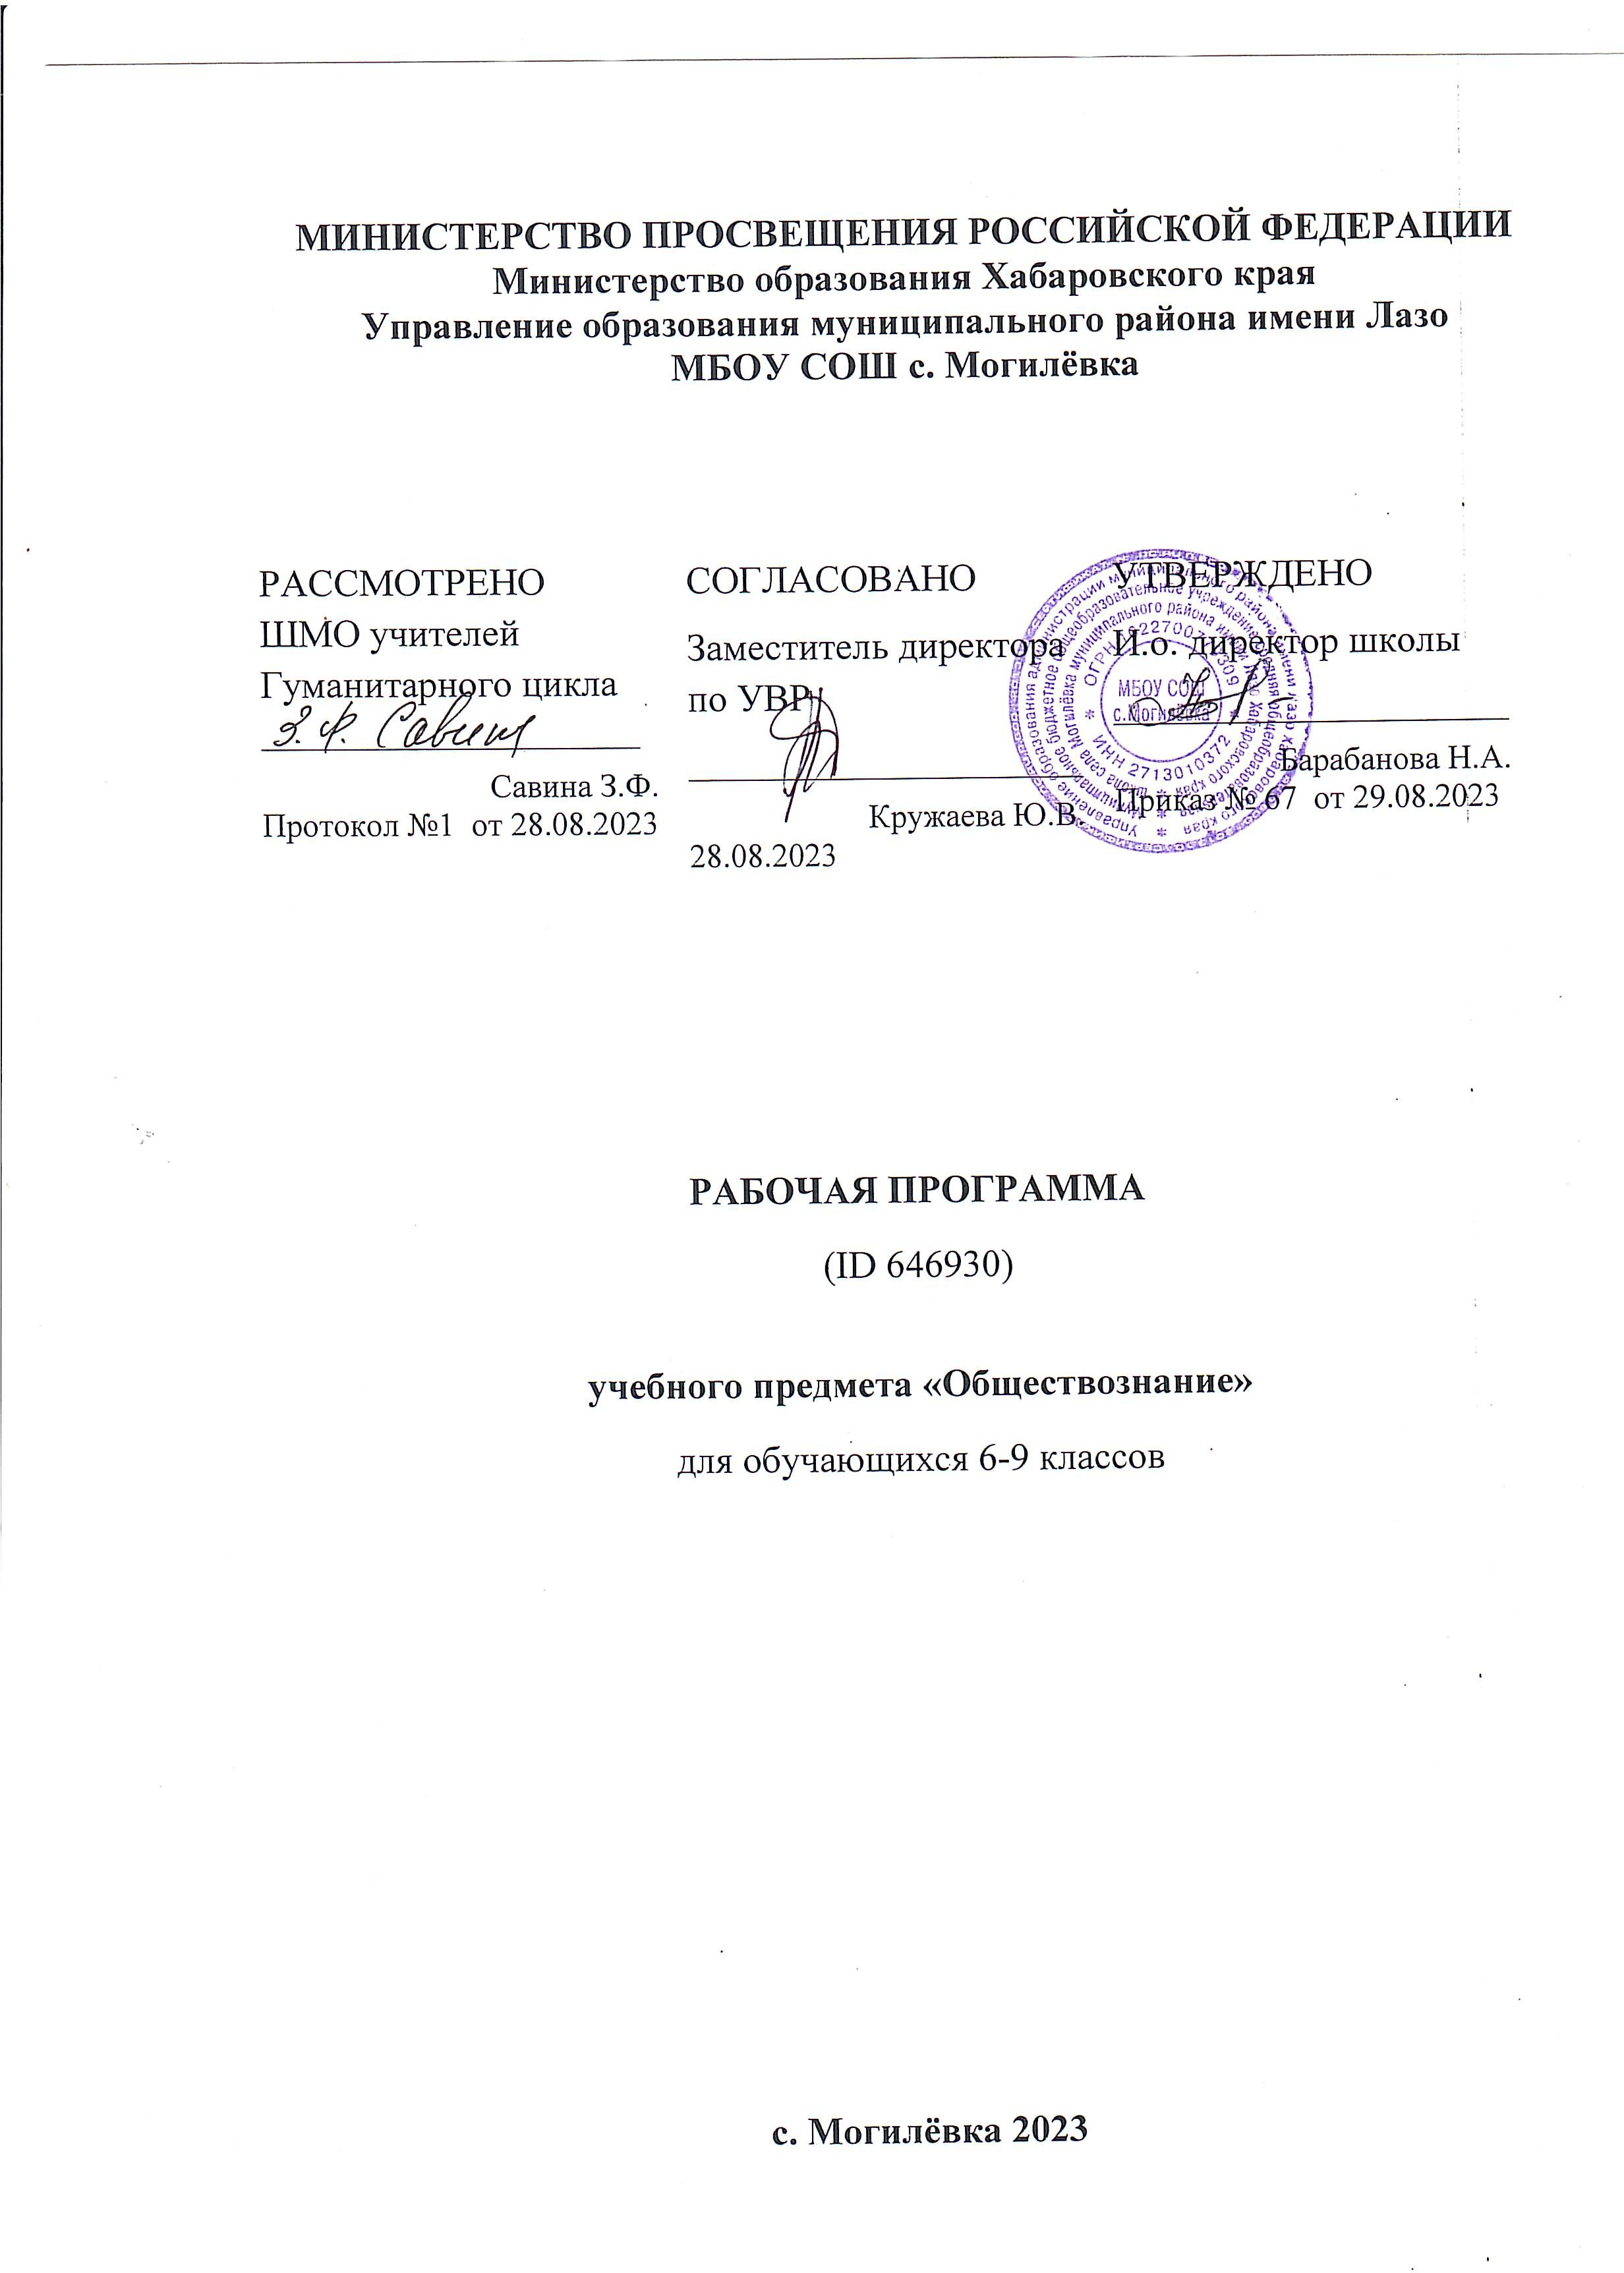 МИНИСТЕРСТВО ПРОСВЕЩЕНИЯ РОССИЙСКОЙ ФЕДЕРАЦИИ
Министерство образования Хабаровского края
Управление образования муниципального района имени Лазо
МБОУ СОШ с. Могилёвка
РАССМОТРЕНО
ШМО учителей
Гуманитарного цикла
З. Ф. Савина
Савина З.Ф.
Протокол №1 от 28.08.2023
СОГЛАСОВАНО
Заместитель директора
по УВР
Кружаева Ю.В.
28.08.2023
УТВЕРЖДЕНО
И.о. директор школы
Барабанова Н.А.
Приказ № 67 от 29.08.2023
МБОУ СОШ
с.Могилёвка
ИНН 2713010372
РАБОЧАЯ ПРОГРАММА
(ID 646930)
учебного предмета «Обществознание»
для обучающихся 6-9 классов
с. Могилёвка 2023